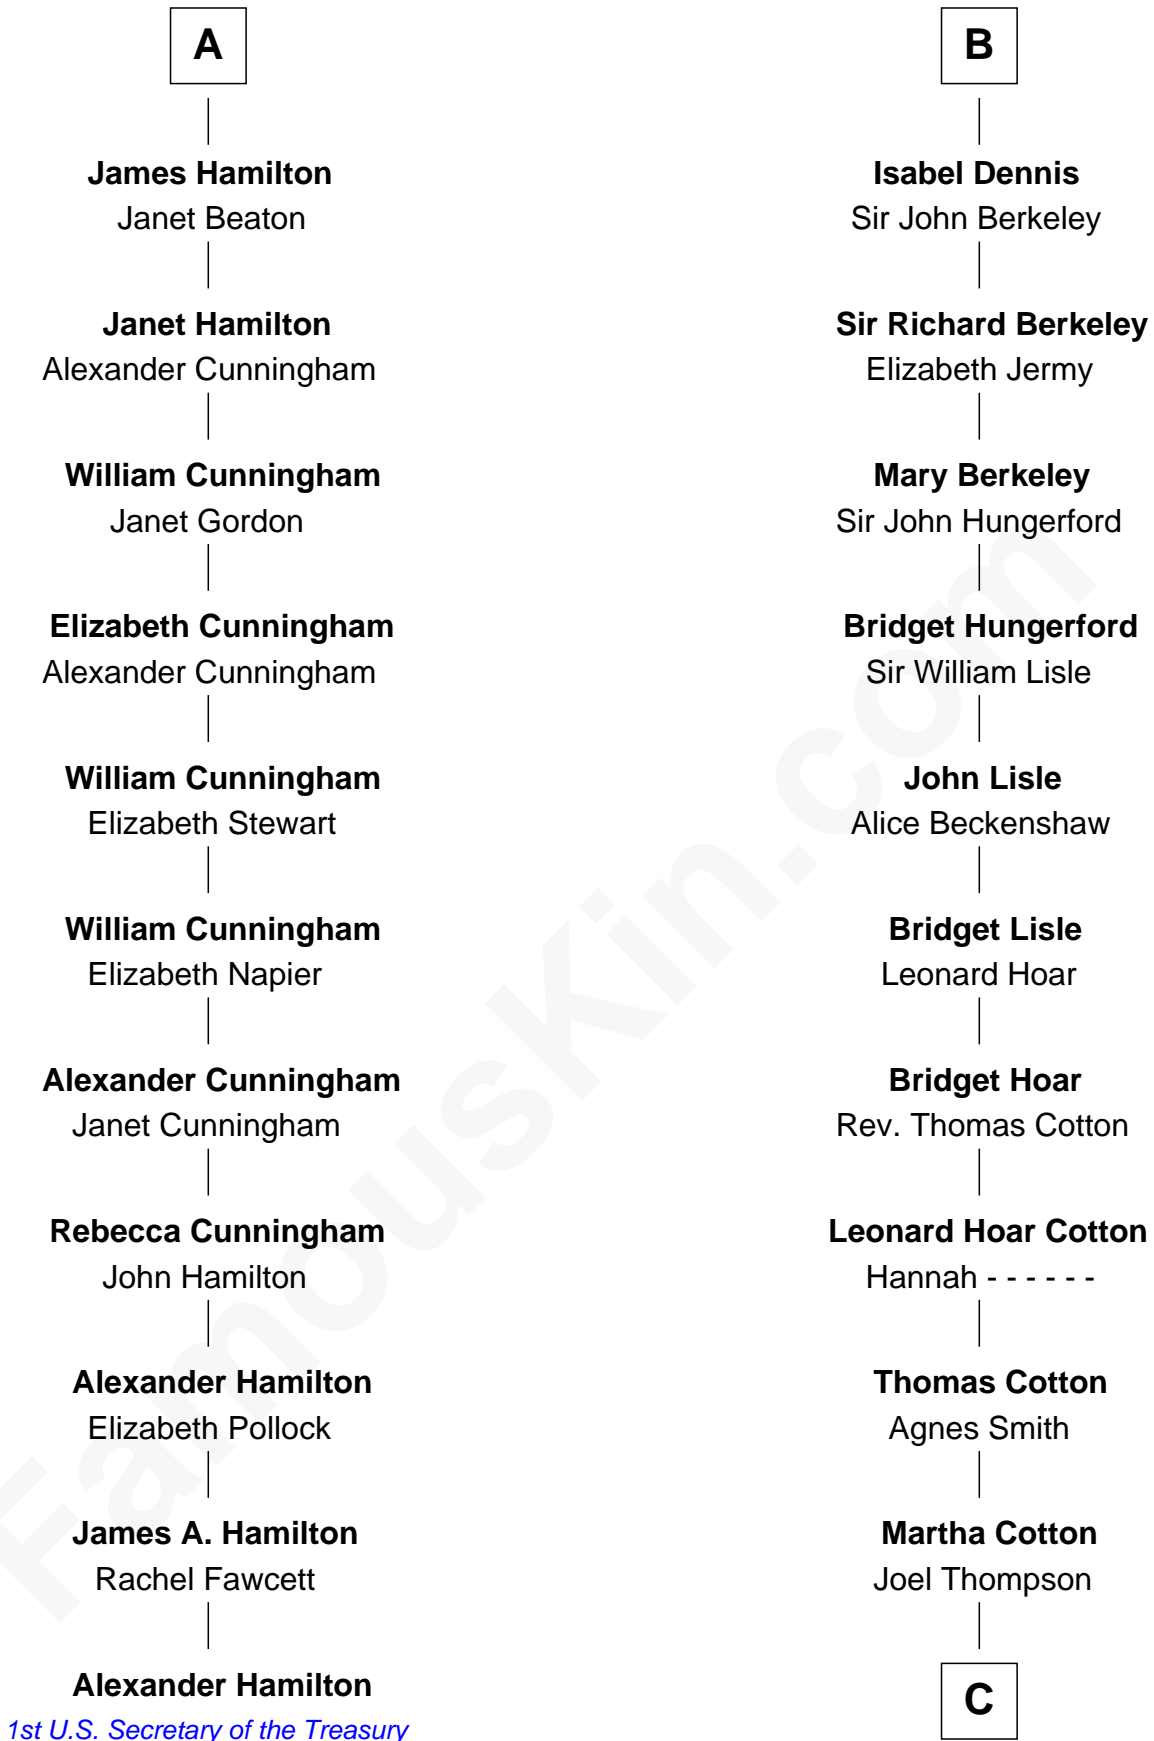 A
James Hamilton
Janet Beaton
Janet Hamilton
Alexander Cunningham
William Cunningham
Janet Gordon
Elizabeth Cunningham
Alexander Cunningham
William Cunningham
Elizabeth Stewart
William Cunningham
Elizabeth Napier
Alexander Cunningham
Janet Cunningham
Rebecca Cunningham
John Hamilton
Alexander Hamilton
Elizabeth Pollock
James A. Hamilton
Rachel Fawcett
Alexander Hamilton
1st U.S. Secretary of the Treasury
B
Isabel Dennis
Sir John Berkeley
Sir Richard Berkeley
Elizabeth Jermy
Mary Berkeley
Sir John Hungerford
Bridget Hungerford
Sir William Lisle
John Lisle
Alice Beckenshaw
Bridget Lisle
Leonard Hoar
Bridget Hoar
Rev. Thomas Cotton
Leonard Hoar Cotton
Hannah - - - - - -
Thomas Cotton
Agnes Smith
Martha Cotton
Joel Thompson
C
FamousKin.com